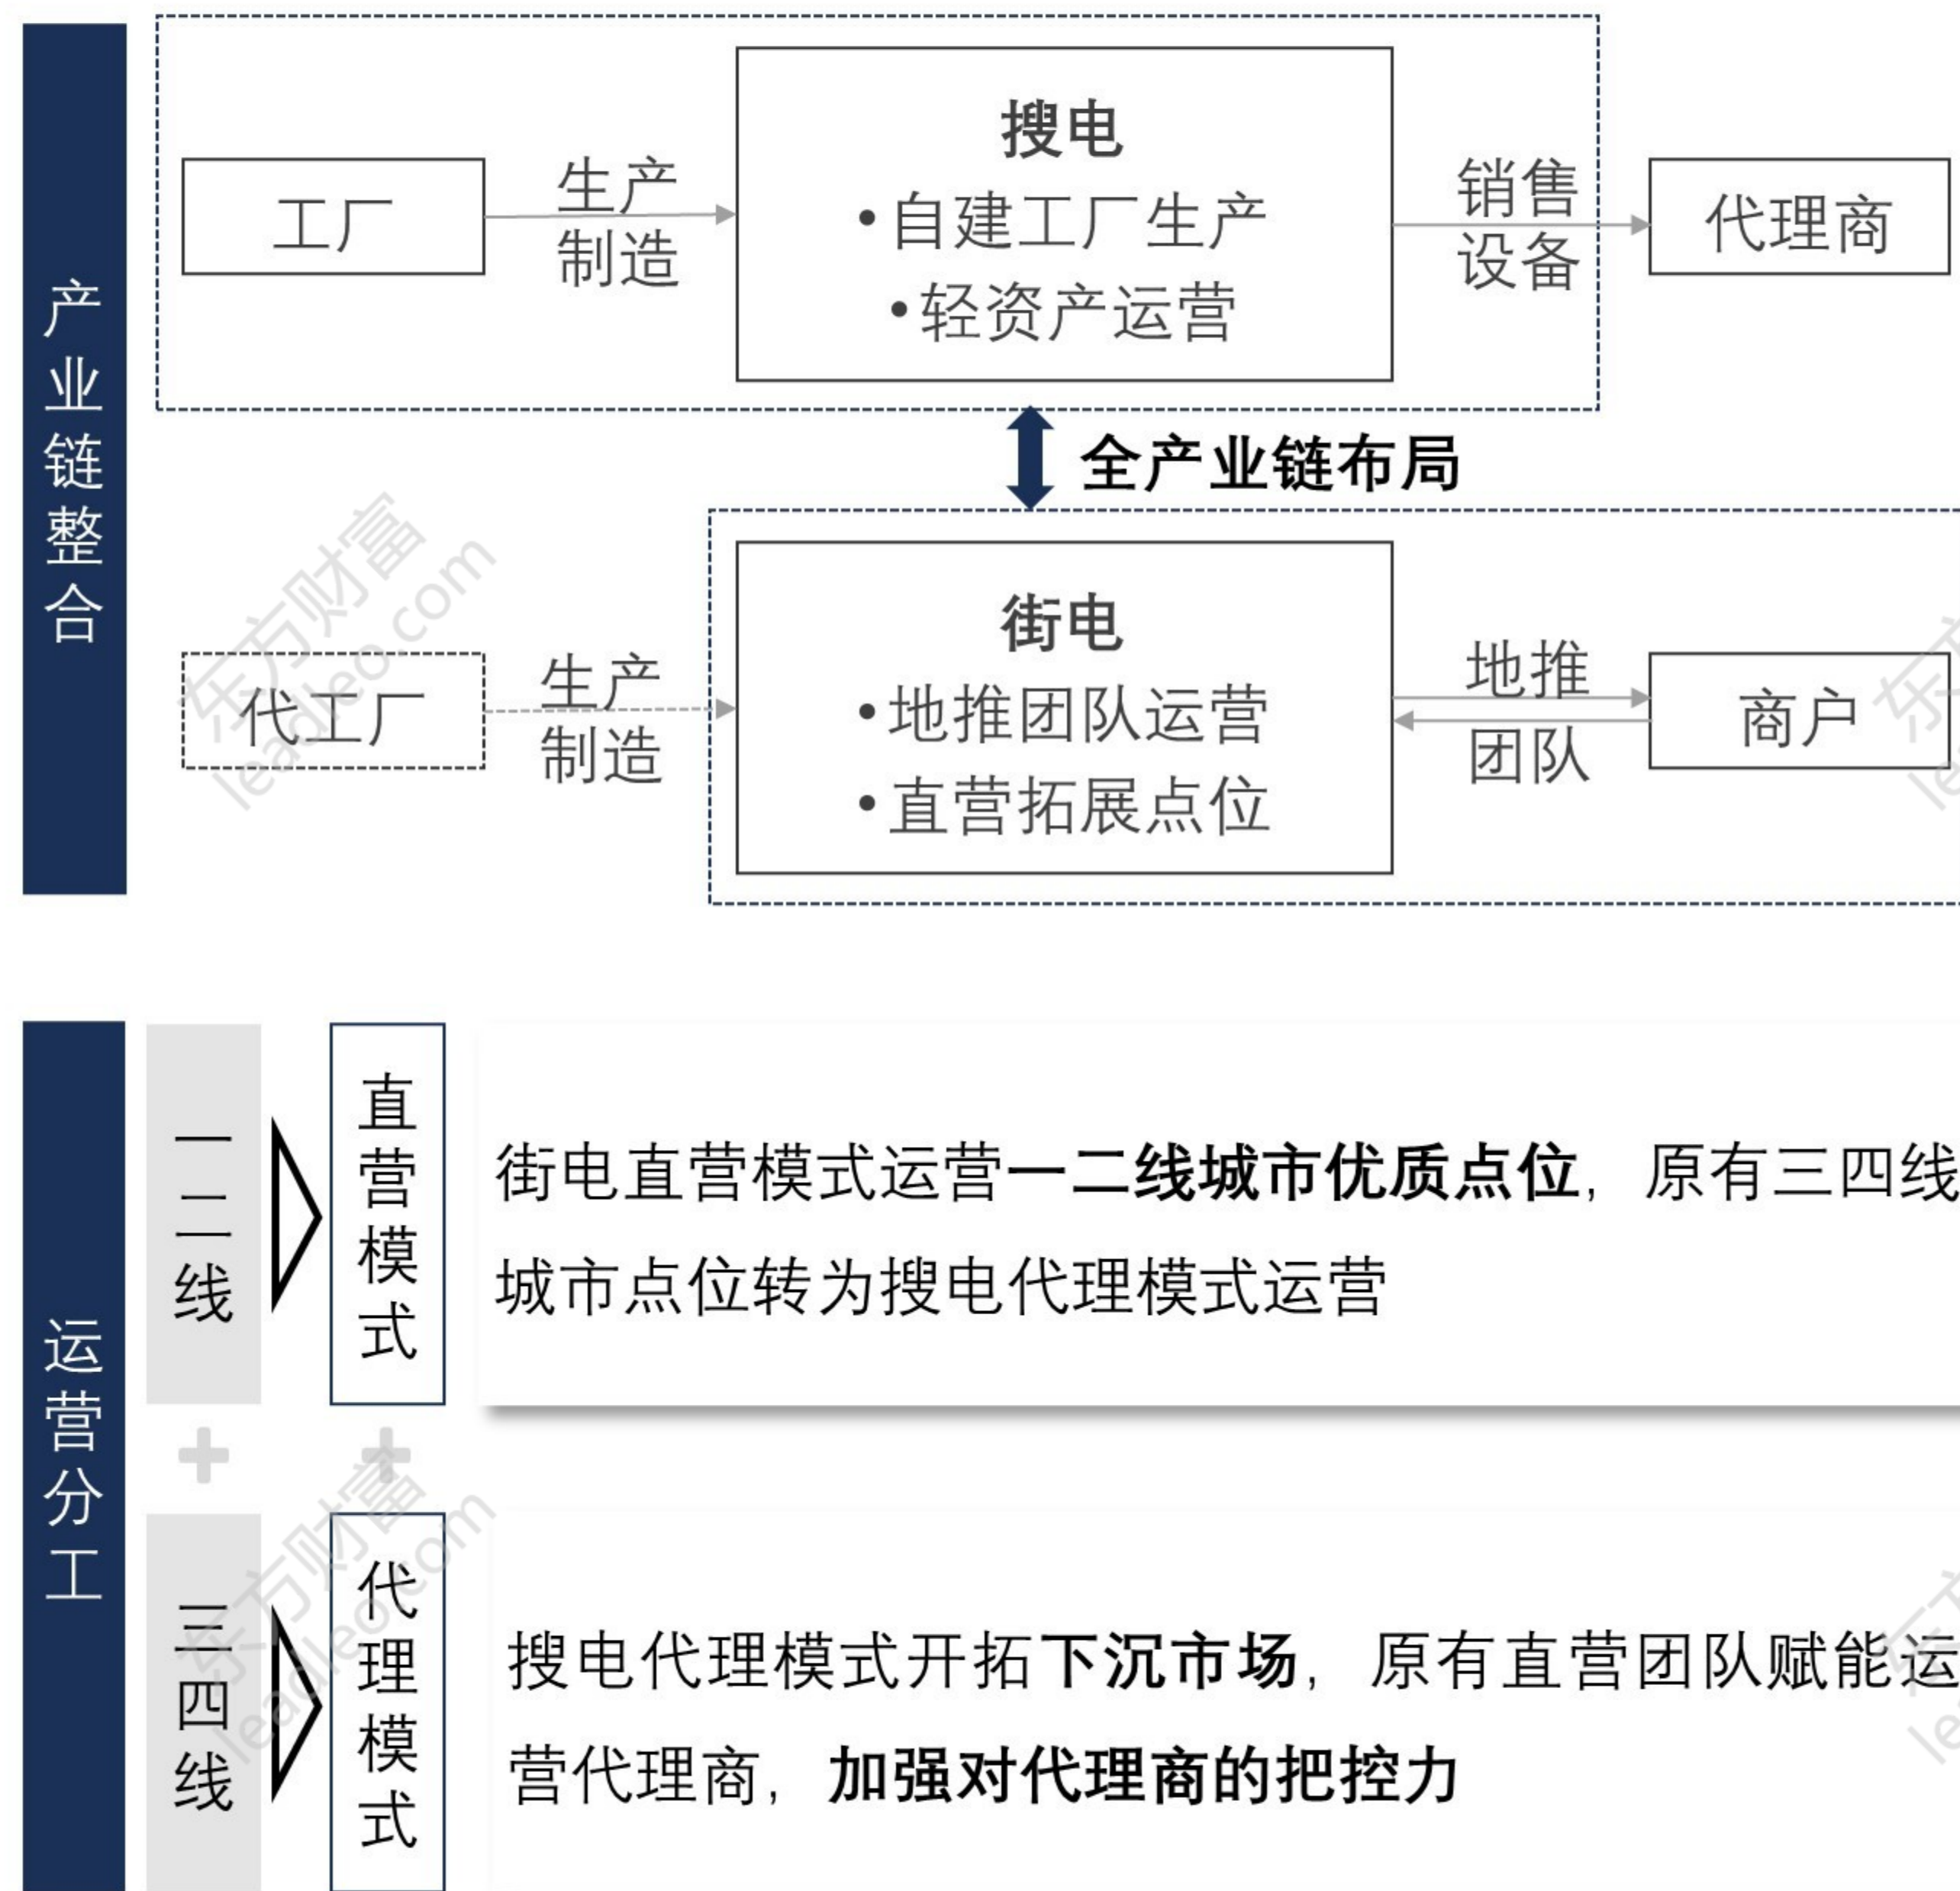 产业链整合
工厂
生产
制造
搜电
•自建工厂生产
•轻资产运营
销售
设备
代理商
全产业链布局
代工厂
生产
制造
街电
•地推团队运营
•直营拓展点位
地推
团队
商户
东方财富
leadleo.com
运营分工
一二线
直营模式
街电直营模式运营一二线城市优质点位，原有三四线
城市点位转为搜电代理模式运营
三四线
代理模式
搜电代理模式开拓下沉市场，原有直营团队赋能运
营代理商，加强对代理商的把控力
东方财富
leadleo.com